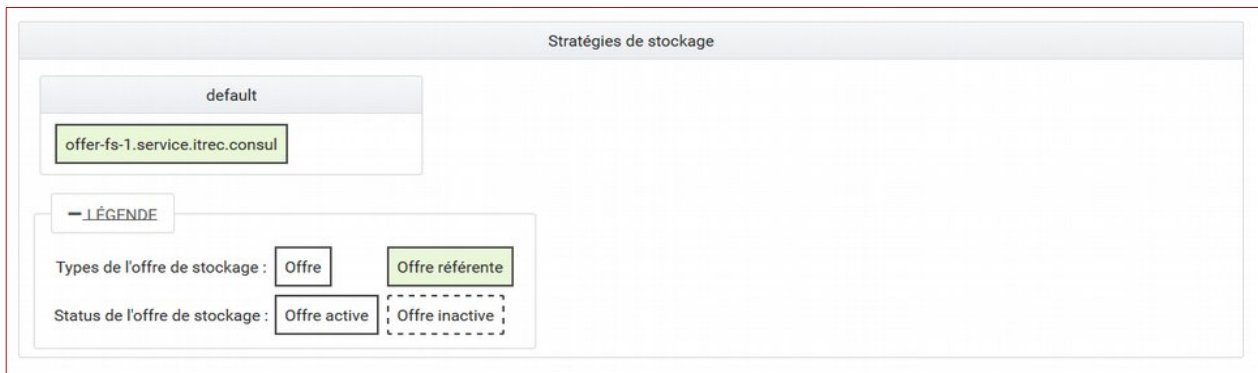 Stratégies de stockage
default
offer-fs-1.service.itrec.consul
LÉGENDE
Types de l'offre de stockage : Offre Offre référente
Status de l'offre de stockage : Offre active Offre inactive